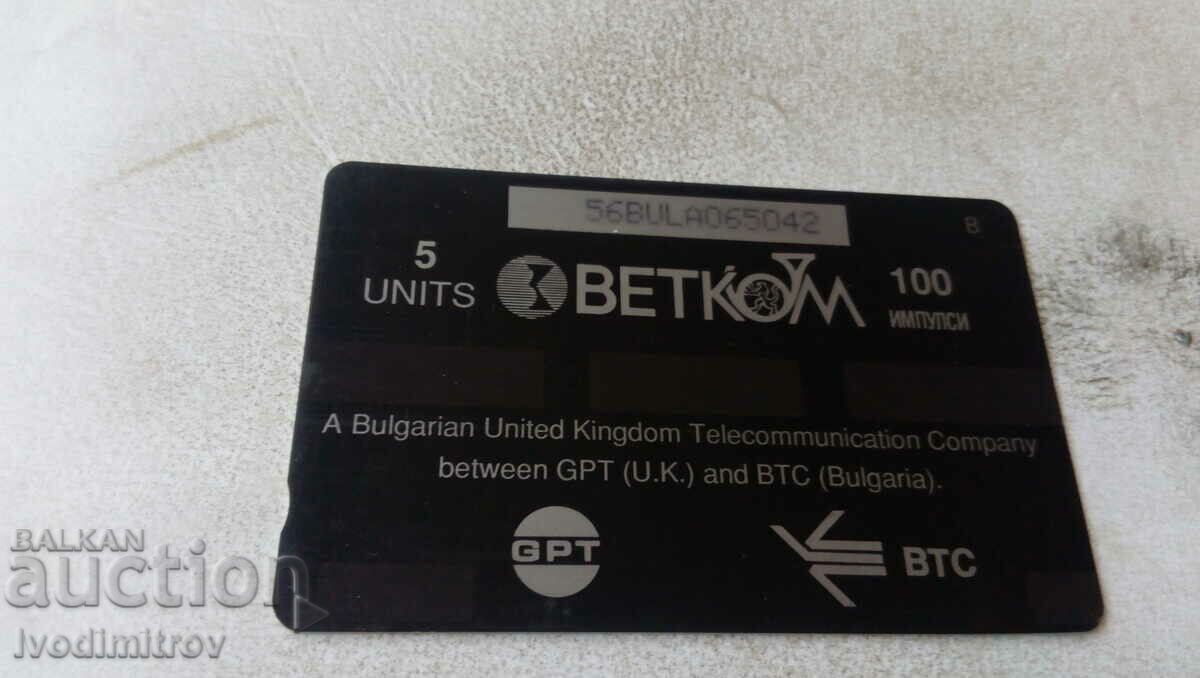 56BULA065042
B
5
UNITS
BETKOM
100
ИМПУЛСИ
A Bulgarian United Kingdom Telecommunication Company
between GPT (U.K.) and BTC (Bulgaria).
GPT
BTC
BALKAN
auction
Ivodimitrov